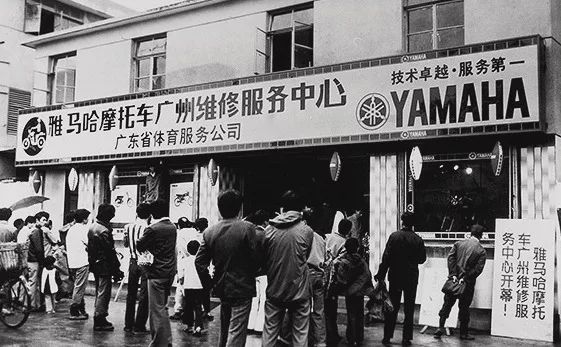 雅马哈摩托车广州维修服务中心
广东省体育服务公司
技术卓越·服务第一
YAMAHA
雅马哈摩托
车广州维修服
务中心开幕!